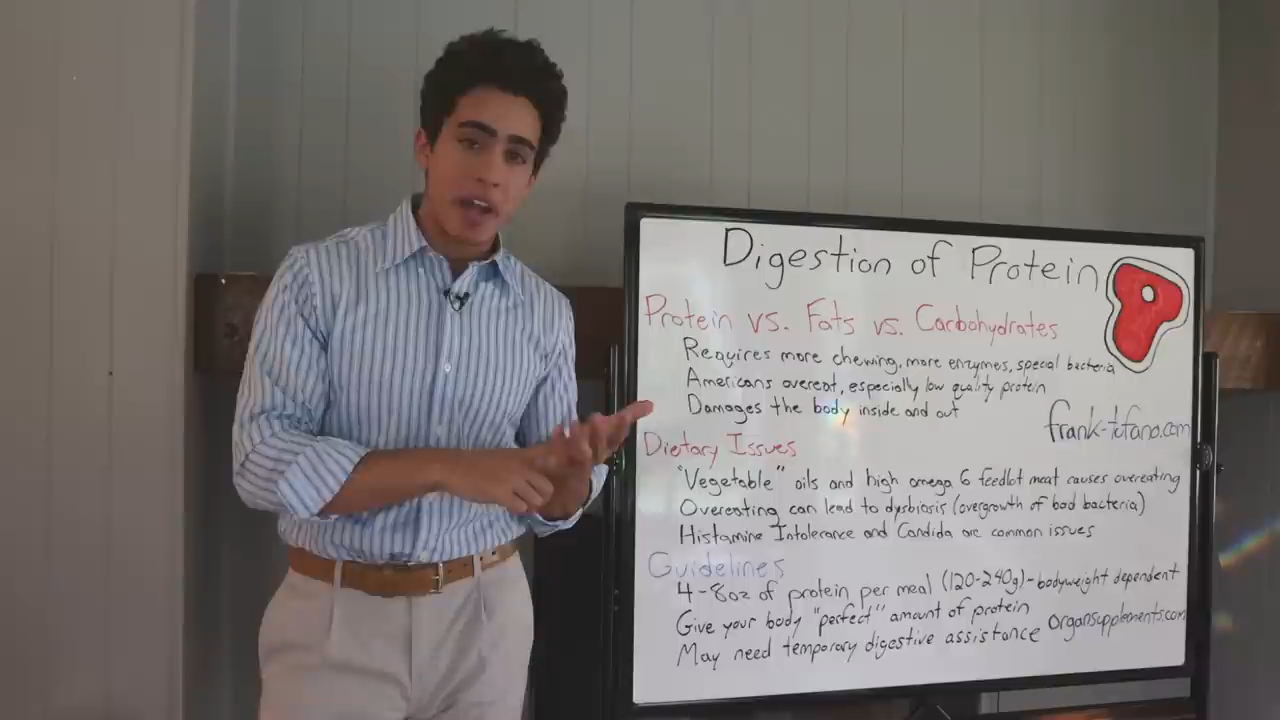 Digestion of Protein
Protein vs. Fats vs. Carbohydrates
Requires more chewing, more enzymes, special bacteria
Americans overeat, especially low quality protein
Damages the body inside and out
frank-tufano.com
Dietary Issues
"Vegetable" oils and high omega 6 feedlot meat causes overeating
Overeating can lead to dysbiosis (overgrowth of bad bacteria)
Histamine Intolerance and Candida are common issues
Guidelines
4-8oz of protein per meal (120-240g)-bodyweight dependent
Give your body "perfect" amount of protein
organsupplements.com
May need temporary digestive assistance